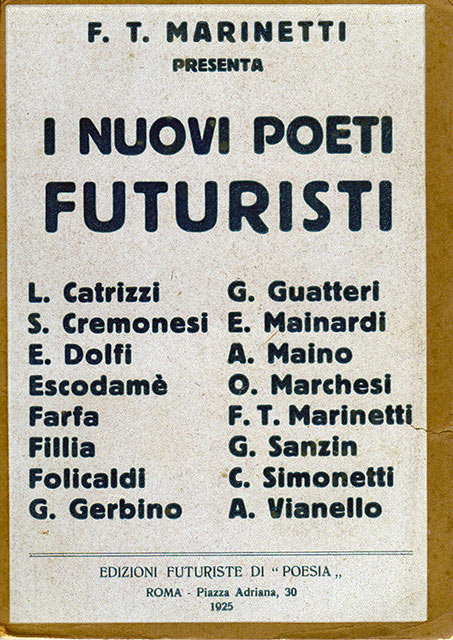 F. T. MARINETTI
PRESENTA
I NUOVI POETI
FUTURISTI
L. Catrizzi
S. Cremonesi
E. Dolfi
Escodamè
Farfa
Fillia
Folicaldi
G. Gerbino
G. Guatteri
E. Mainardi
A. Maino
O. Marchesi
F. T. Marinetti
G. Sanzin
C. Simonetti
A. Vianello
EDIZIONI FUTURISTE DI “ POESIA „
ROMA - Piazza Adriana, 30
1925